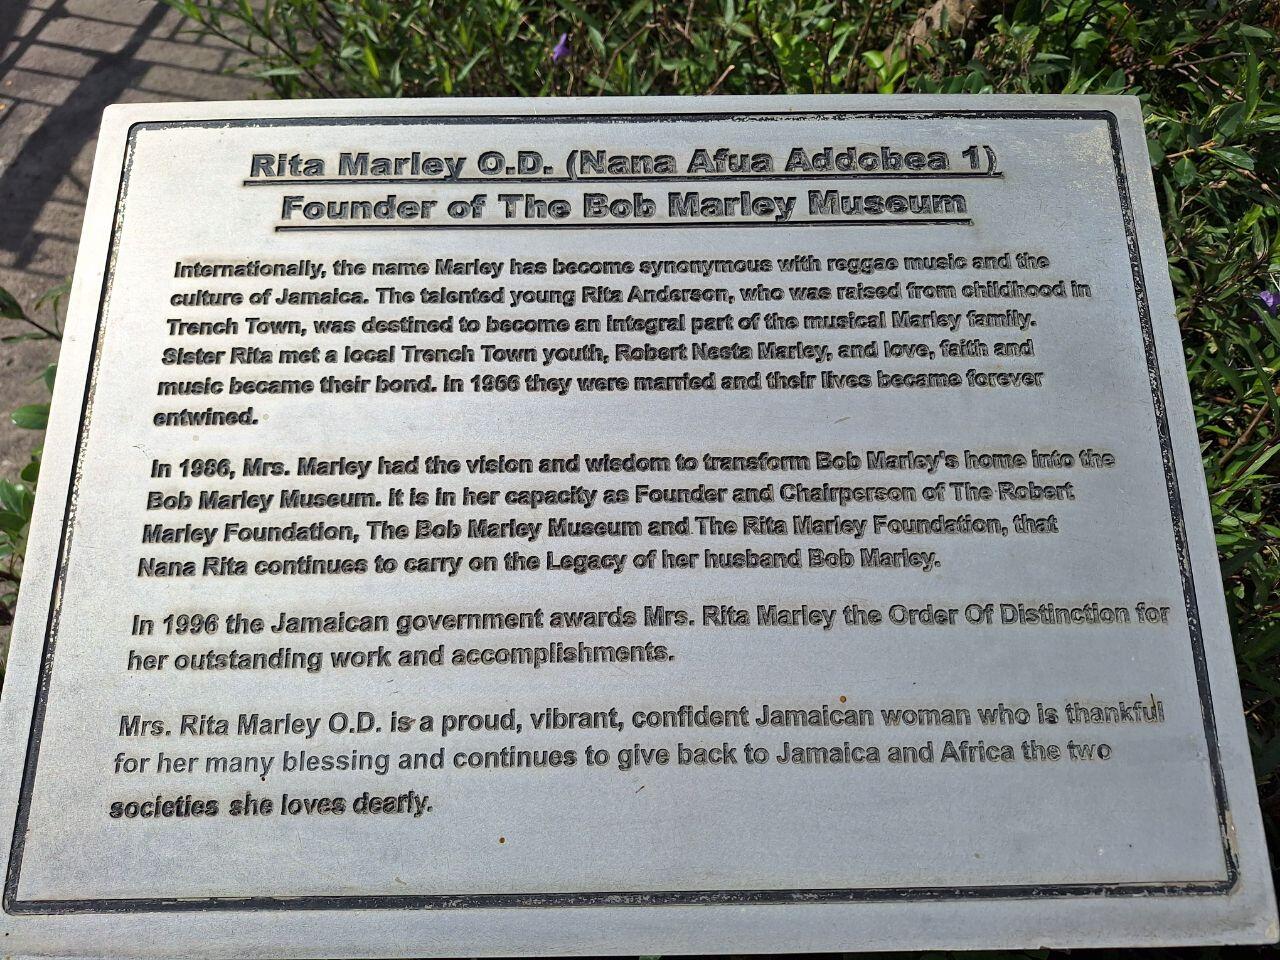 Rita Marley O.D. (Nana Afua Addobea 1)
Founder of The Bob Marley Museum
Internationally, the name Marley has become synonymous with reggae music and the
culture of Jamaica. The talented young Rita Anderson, who was raised from childhood in
Trench Town, was destined to become an integral part of the musical Marley family.
Sister Rita met a local Trench Town youth, Robert Nesta Marley, and love, faith and
music became their bond. In 1966 they were married and their lives became forever
entwined.
In 1986, Mrs. Marley had the vision and wisdom to transform Bob Marley's home into the
Bob Marley Museum. It is in her capacity as Founder and Chairperson of The Robert
Marley Foundation, The Bob Marley Museum and The Rita Marley Foundation, that
Nana Rita continues to carry on the Legacy of her husband Bob Marley.
In 1996 the Jamaican government awards Mrs. Rita Marley the Order Of Distinction for
her outstanding work and accomplishments.
Mrs. Rita Marley O.D. is a proud, vibrant, confident Jamaican woman who is thankful
for her many blessing and continues to give back to Jamaica and Africa the two
societies she loves dearly.